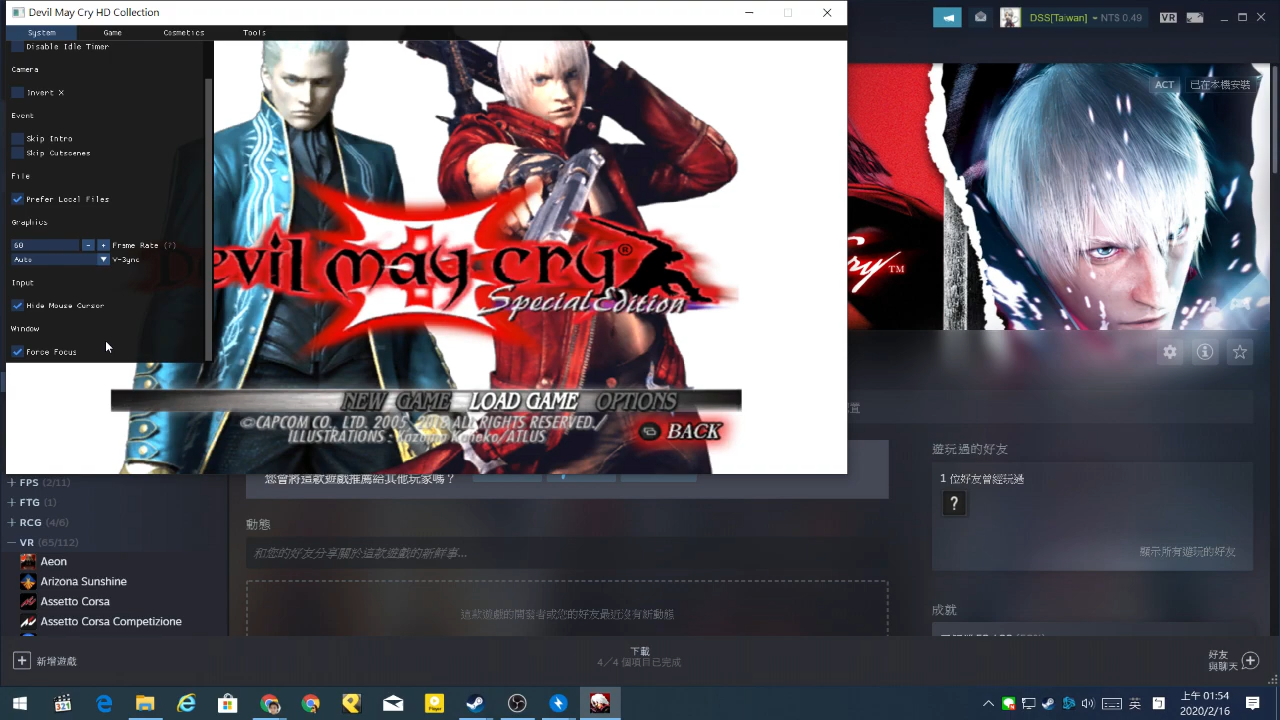 Devil May Cry HD Collection
System Game Cosmetics Tools
Disable Idle Timer
Camera
Invert X
Event
Skip Intro
Skip Cutscenes
File
Prefer Local Files
Graphics
60 - + Frame Rate (?)
Auto V-Sync
Input
Hide Mouse Cursor
Window
Force Focus
Devil may cry®
Special Edition
NEW GAME LOAD GAME OPTIONS
©CAPCOM CO., LTD. 2005, 2018 ALL RIGHTS RESERVED./
ILLUSTRATIONS : Kazuma Kaneko/ATLUS
BACK
DSS[Taiwan] NT$ 0.49 VR
ACT 已在本機安裝
TM
遊玩過的好友
1 位好友曾經玩過
?
顯示所有遊玩的好友
成就
您會將這款遊戲推薦給其他玩家嗎？
動態
和您的好友分享關於這款遊戲的新鮮事...
這款遊戲的開發者或您的好友最近沒有新動態
+ FPS (2/11)
+ FTG (1)
+ RCG (4/6)
— VR (65/112)
Aeon
Arizona Sunshine
Assetto Corsa
Assetto Corsa Competizione
新增遊戲
下載
4／4 個項目已完成
好友
與聊天
321
Player
英
上午 01:54
2020/2/16